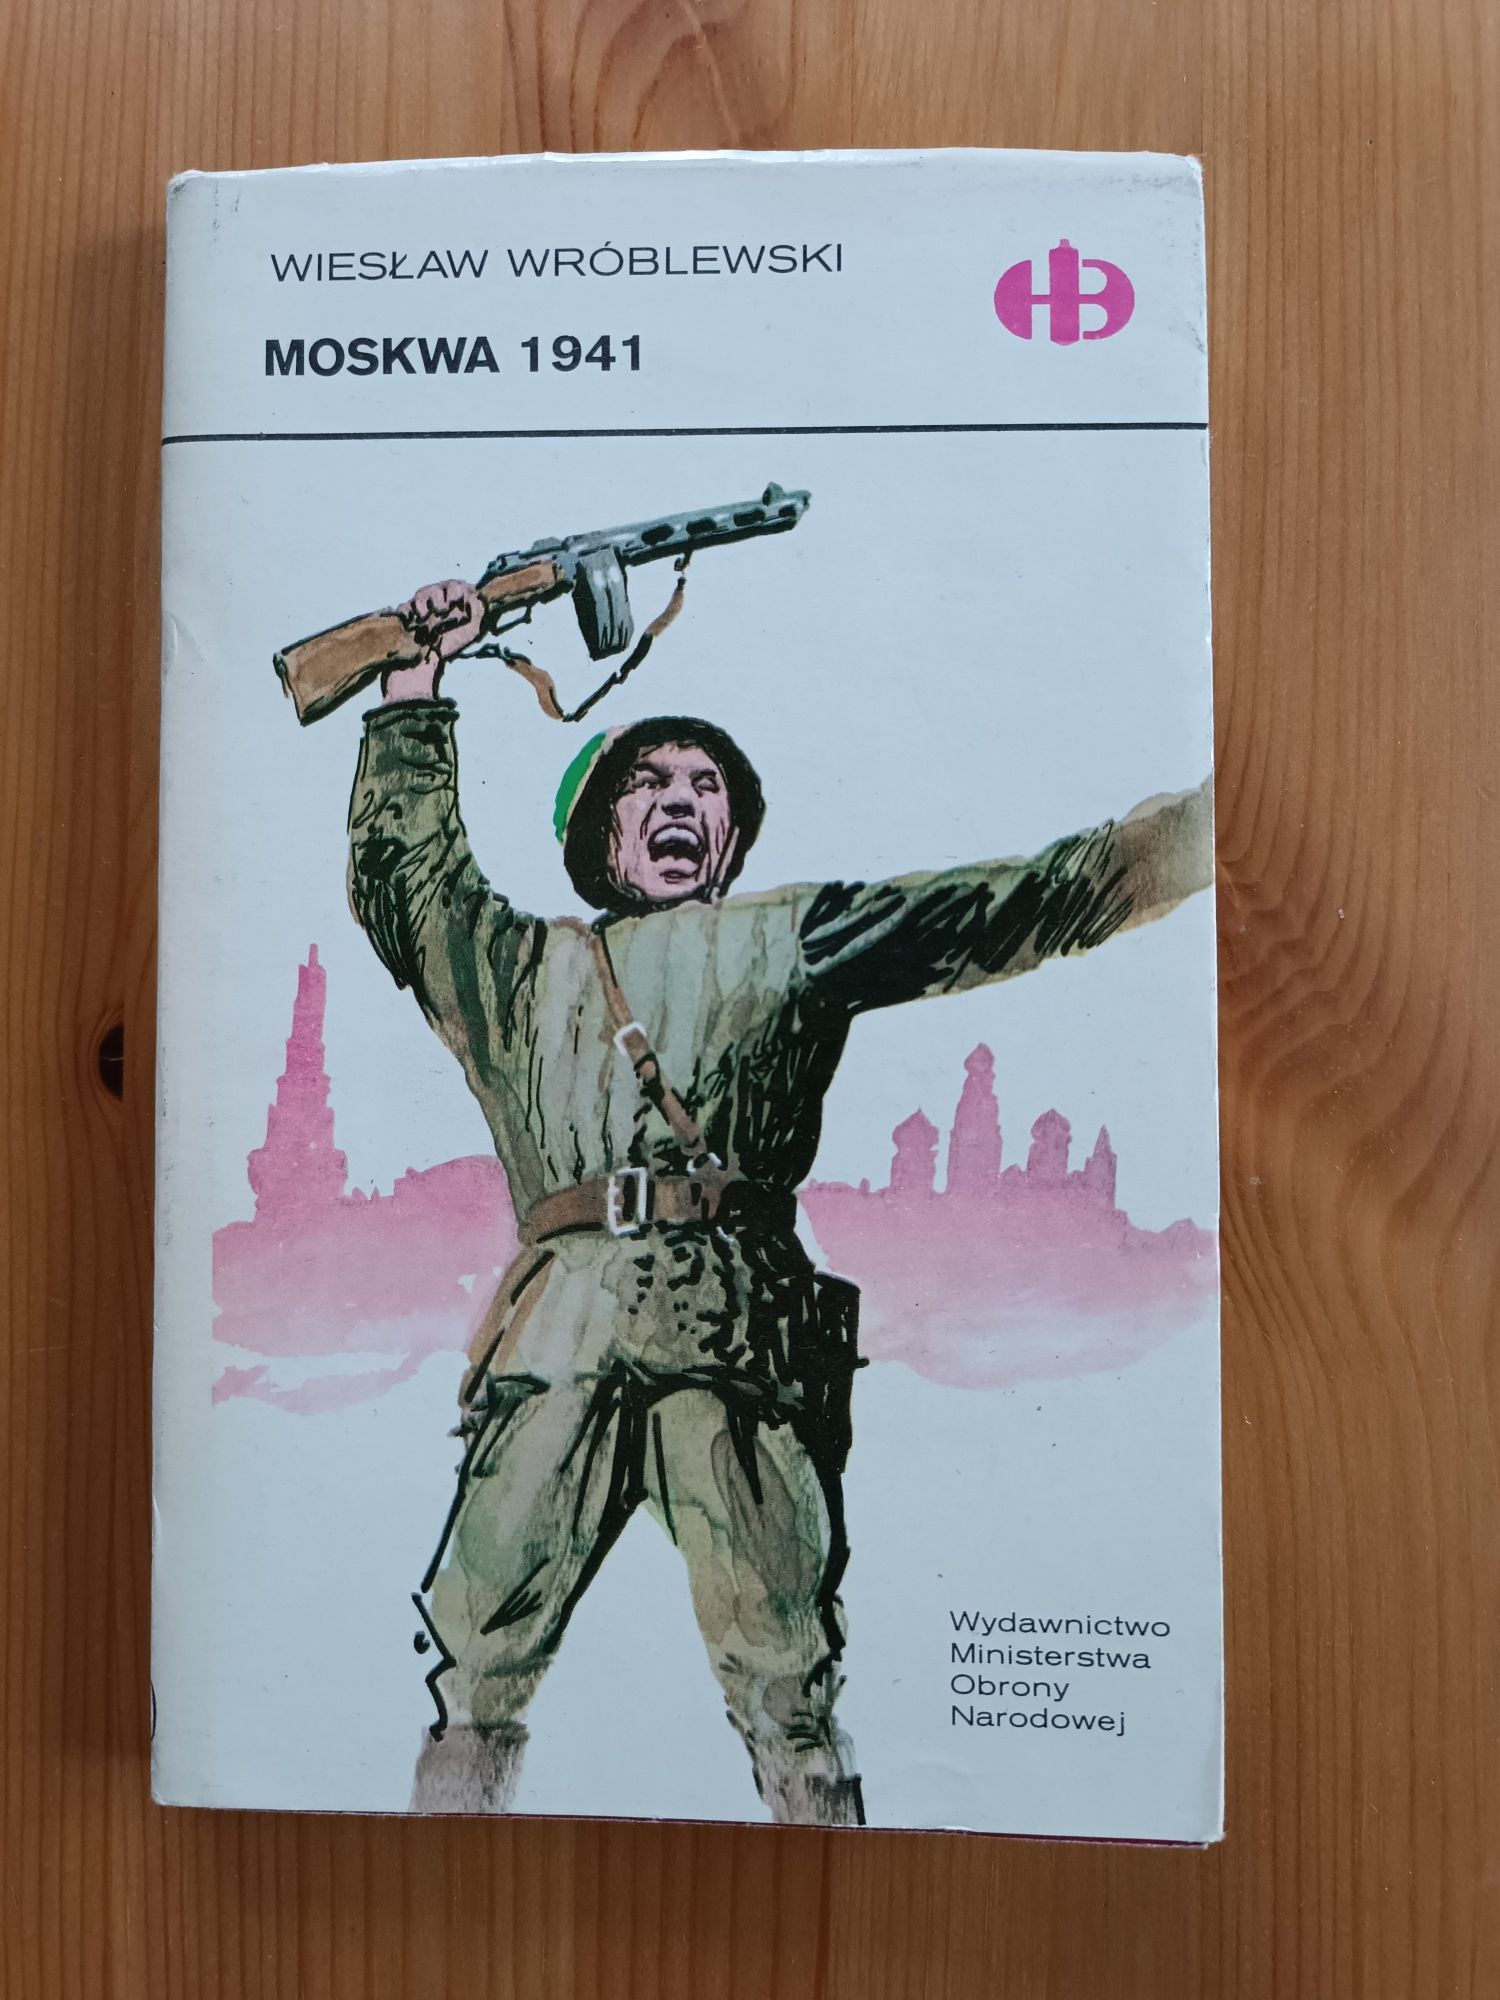 WIESŁAW WRÓBLEWSKI
HB
MOSKWA 1941
Wydawnictwo
Ministerstwa
Obrony
Narodowej